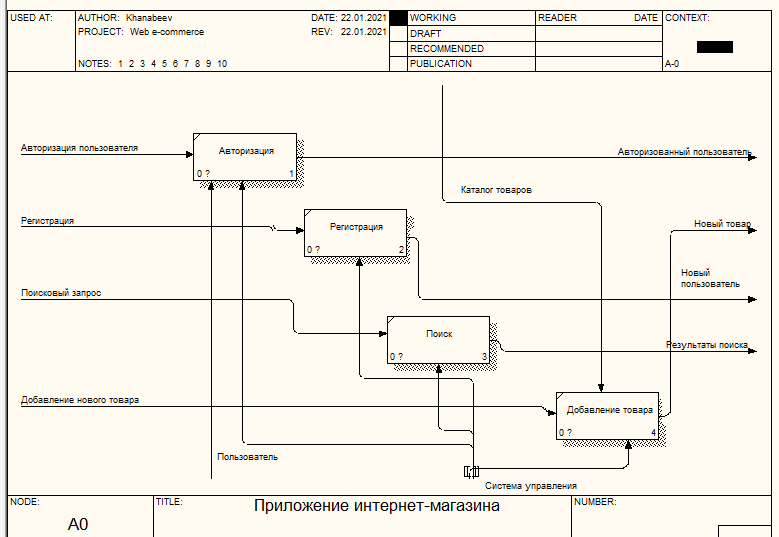 USED AT:
AUTHOR: Khanabeev
DATE: 22.01.2021
WORKING
READER
DATE
CONTEXT:
PROJECT: Web e-commerce
REV: 22.01.2021
DRAFT
RECOMMENDED
NOTES: 1 2 3 4 5 6 7 8 9 10
PUBLICATION
A-0
Авторизация пользователя
Авторизация
0 ?
1
Авторизованный пользователь
Каталог товаров
Регистрация
Регистрация
0 ?
2
Новый товар
Новый
пользователь
Поисковый запрос
Поиск
0 ?
3
Результаты поиска
Добавление нового товара
Добавление товара
0 ?
4
Пользователь
Система управления
NODE:
A0
TITLE:
Приложение интернет-магазина
NUMBER: